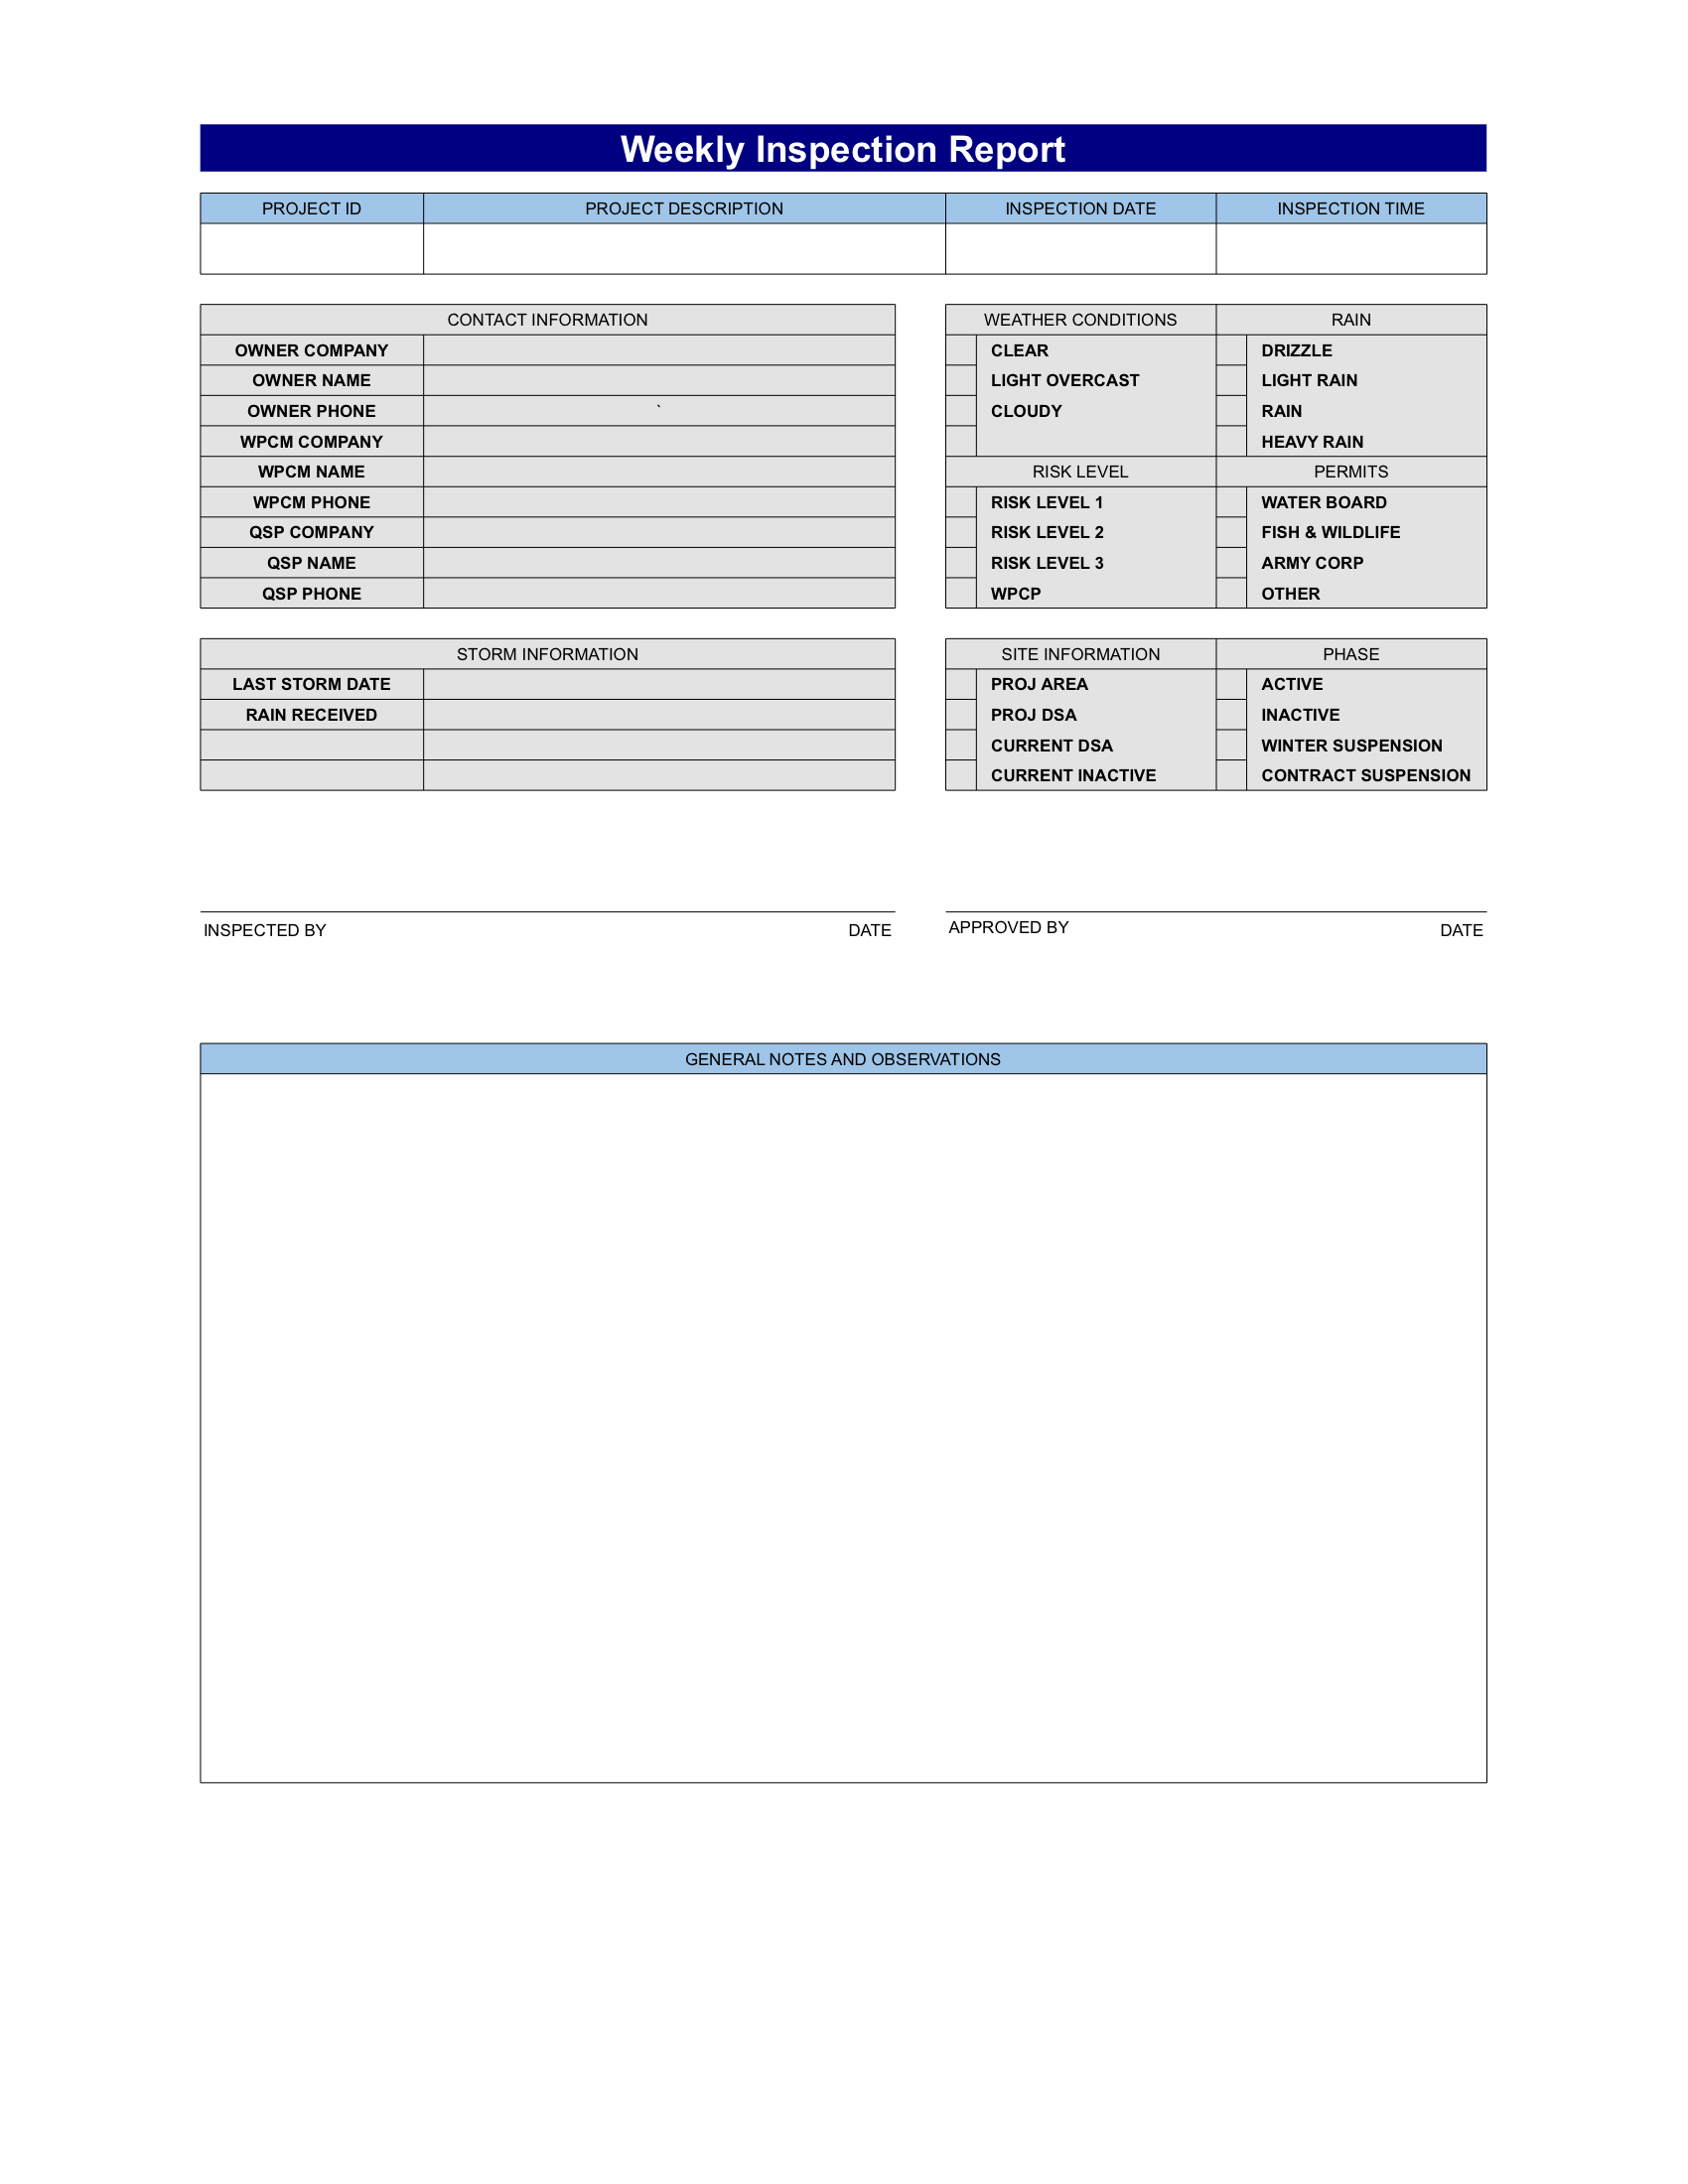 Weekly Inspection Report
PROJECT ID PROJECT DESCRIPTION INSPECTION DATE INSPECTION TIME
CONTACT INFORMATION
OWNER COMPANY
OWNER NAME
OWNER PHONE `
WPCM COMPANY
WPCM NAME
WPCM PHONE
QSP COMPANY
QSP NAME
QSP PHONE
WEATHER CONDITIONS RAIN
CLEAR DRIZZLE
LIGHT OVERCAST LIGHT RAIN
CLOUDY RAIN
HEAVY RAIN
RISK LEVEL PERMITS
RISK LEVEL 1 WATER BOARD
RISK LEVEL 2 FISH & WILDLIFE
RISK LEVEL 3 ARMY CORP
WPCP OTHER
STORM INFORMATION
LAST STORM DATE
RAIN RECEIVED
SITE INFORMATION PHASE
PROJ AREA ACTIVE
PROJ DSA INACTIVE
CURRENT DSA WINTER SUSPENSION
CURRENT INACTIVE CONTRACT SUSPENSION
INSPECTED BY DATE APPROVED BY DATE
GENERAL NOTES AND OBSERVATIONS